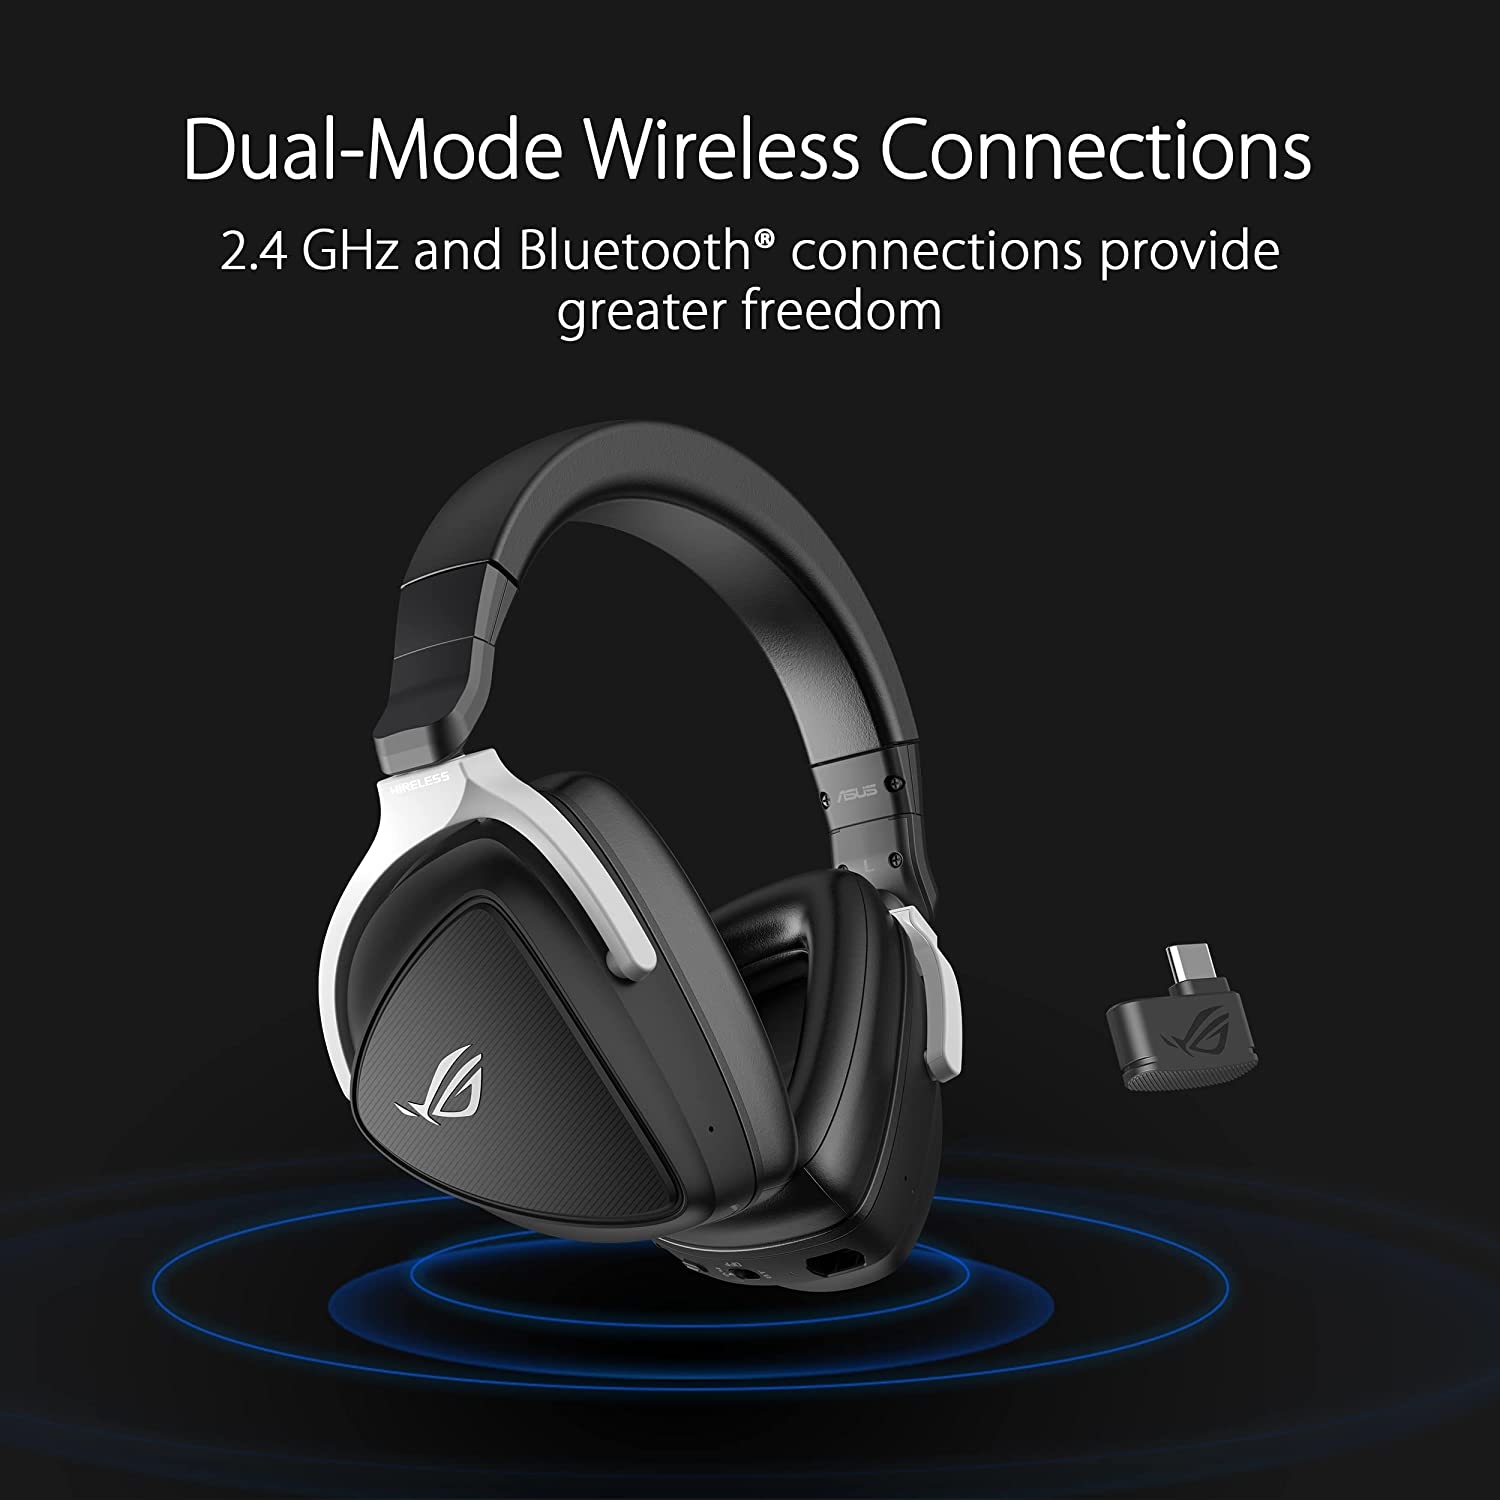 Dual-Mode Wireless Connections
2.4 GHz and Bluetooth® connections provide
greater freedom
WIRELESS
ASUS
L